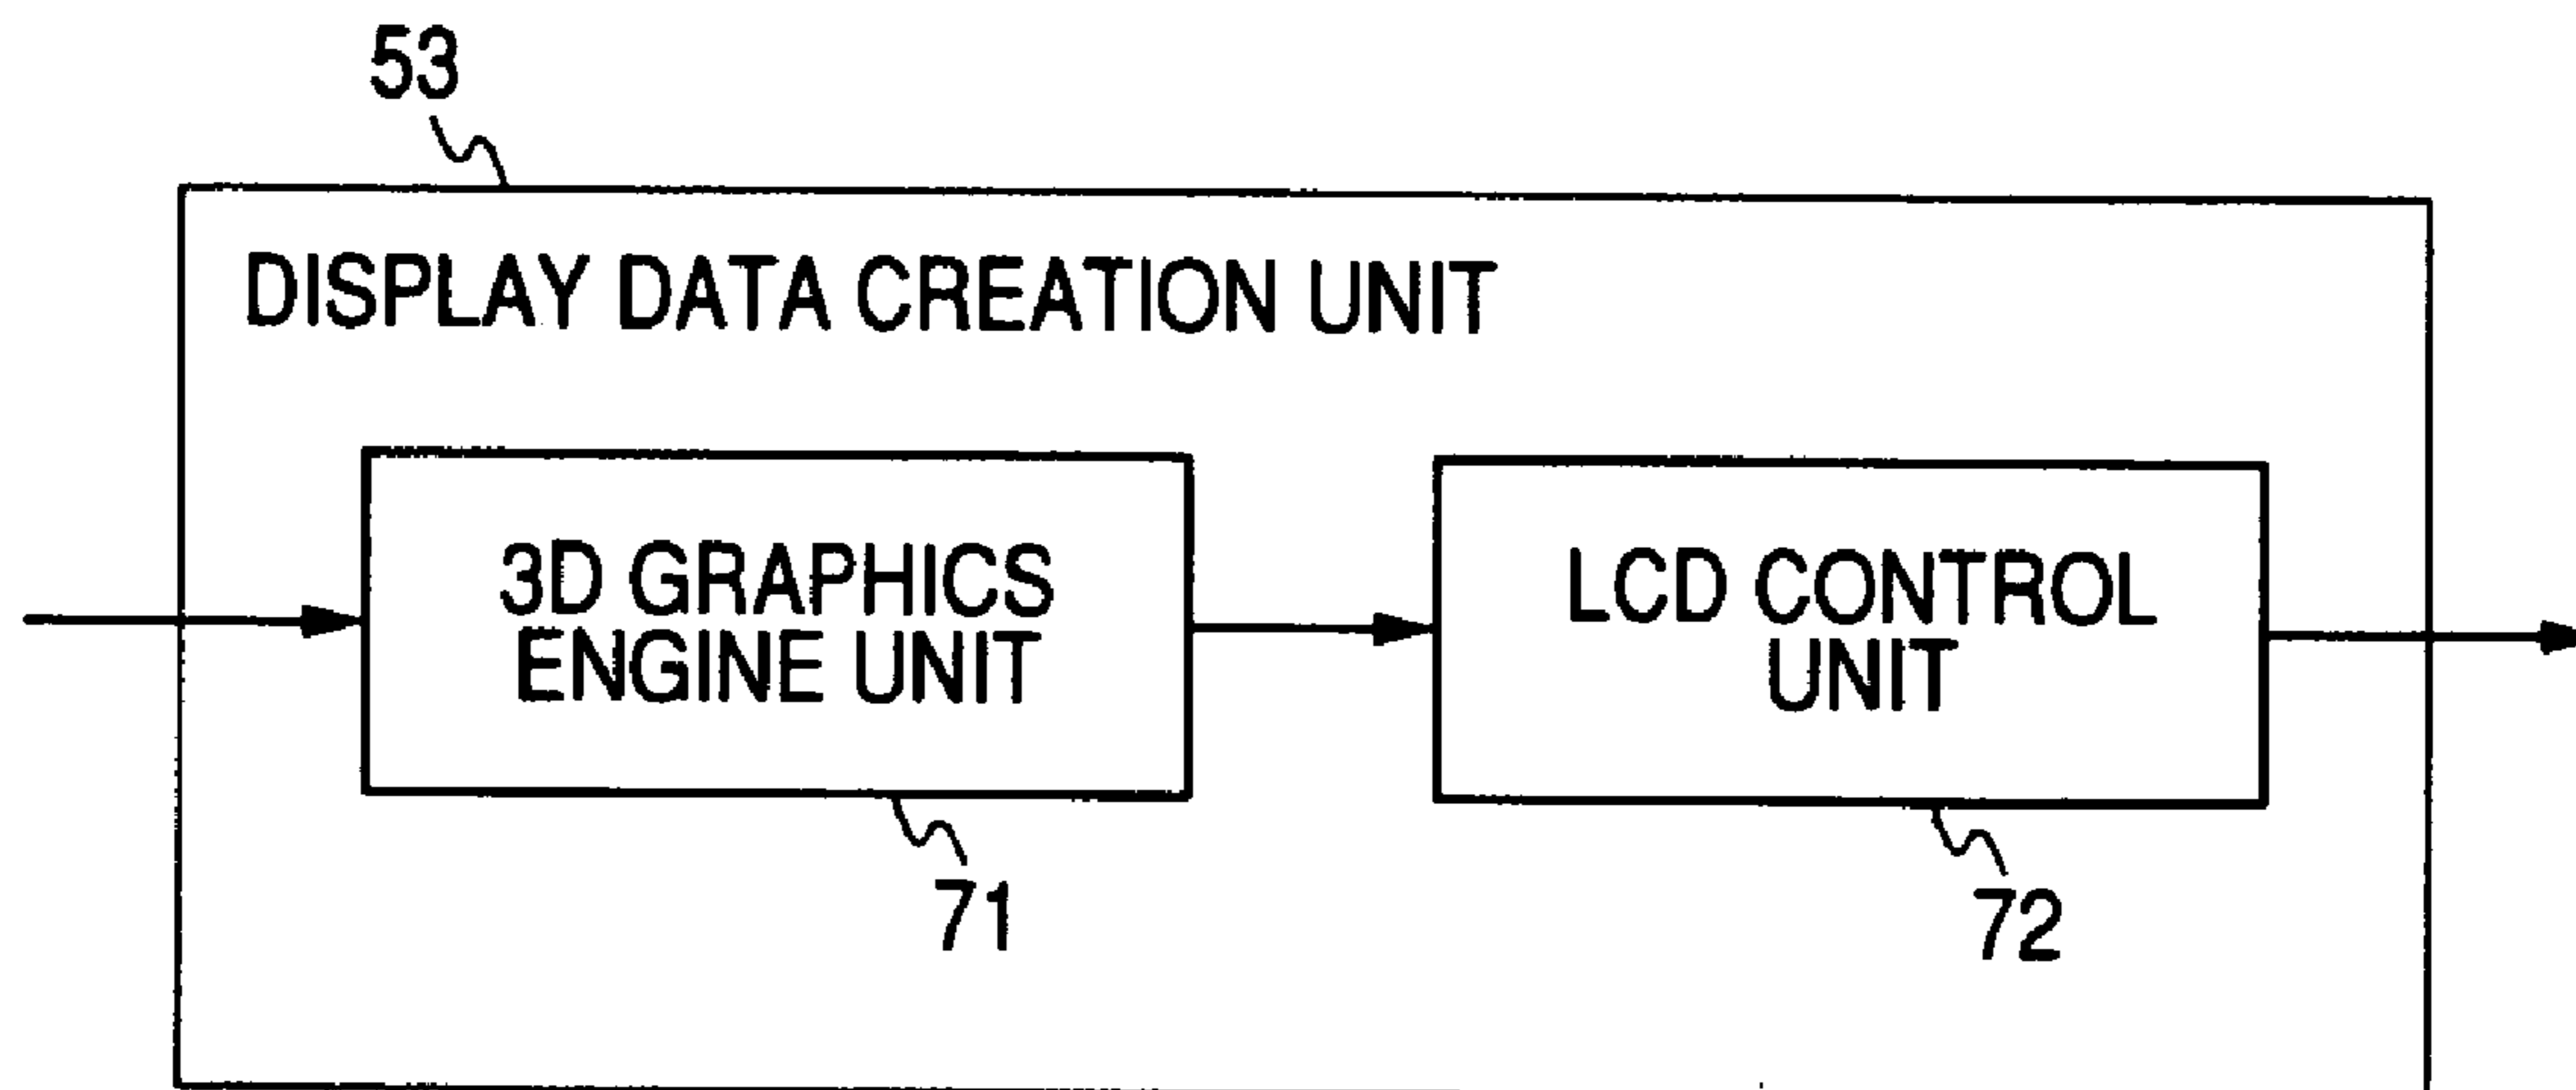 53
DISPLAY DATA CREATION UNIT
3D GRAPHICS
ENGINE UNIT
LCD CONTROL
UNIT
71
72